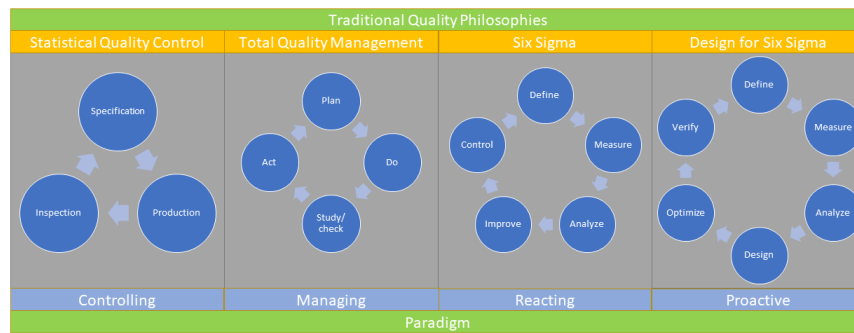 Traditional Quality Philosophies
Statistical Quality Control
Total Quality Management
Six Sigma
Design for Six Sigma
Specification
Production
Inspection
Plan
Do
Study/
check
Act
Define
Measure
Analyze
Improve
Control
Define
Measure
Analyze
Design
Optimize
Verify
Controlling
Managing
Reacting
Proactive
Paradigm